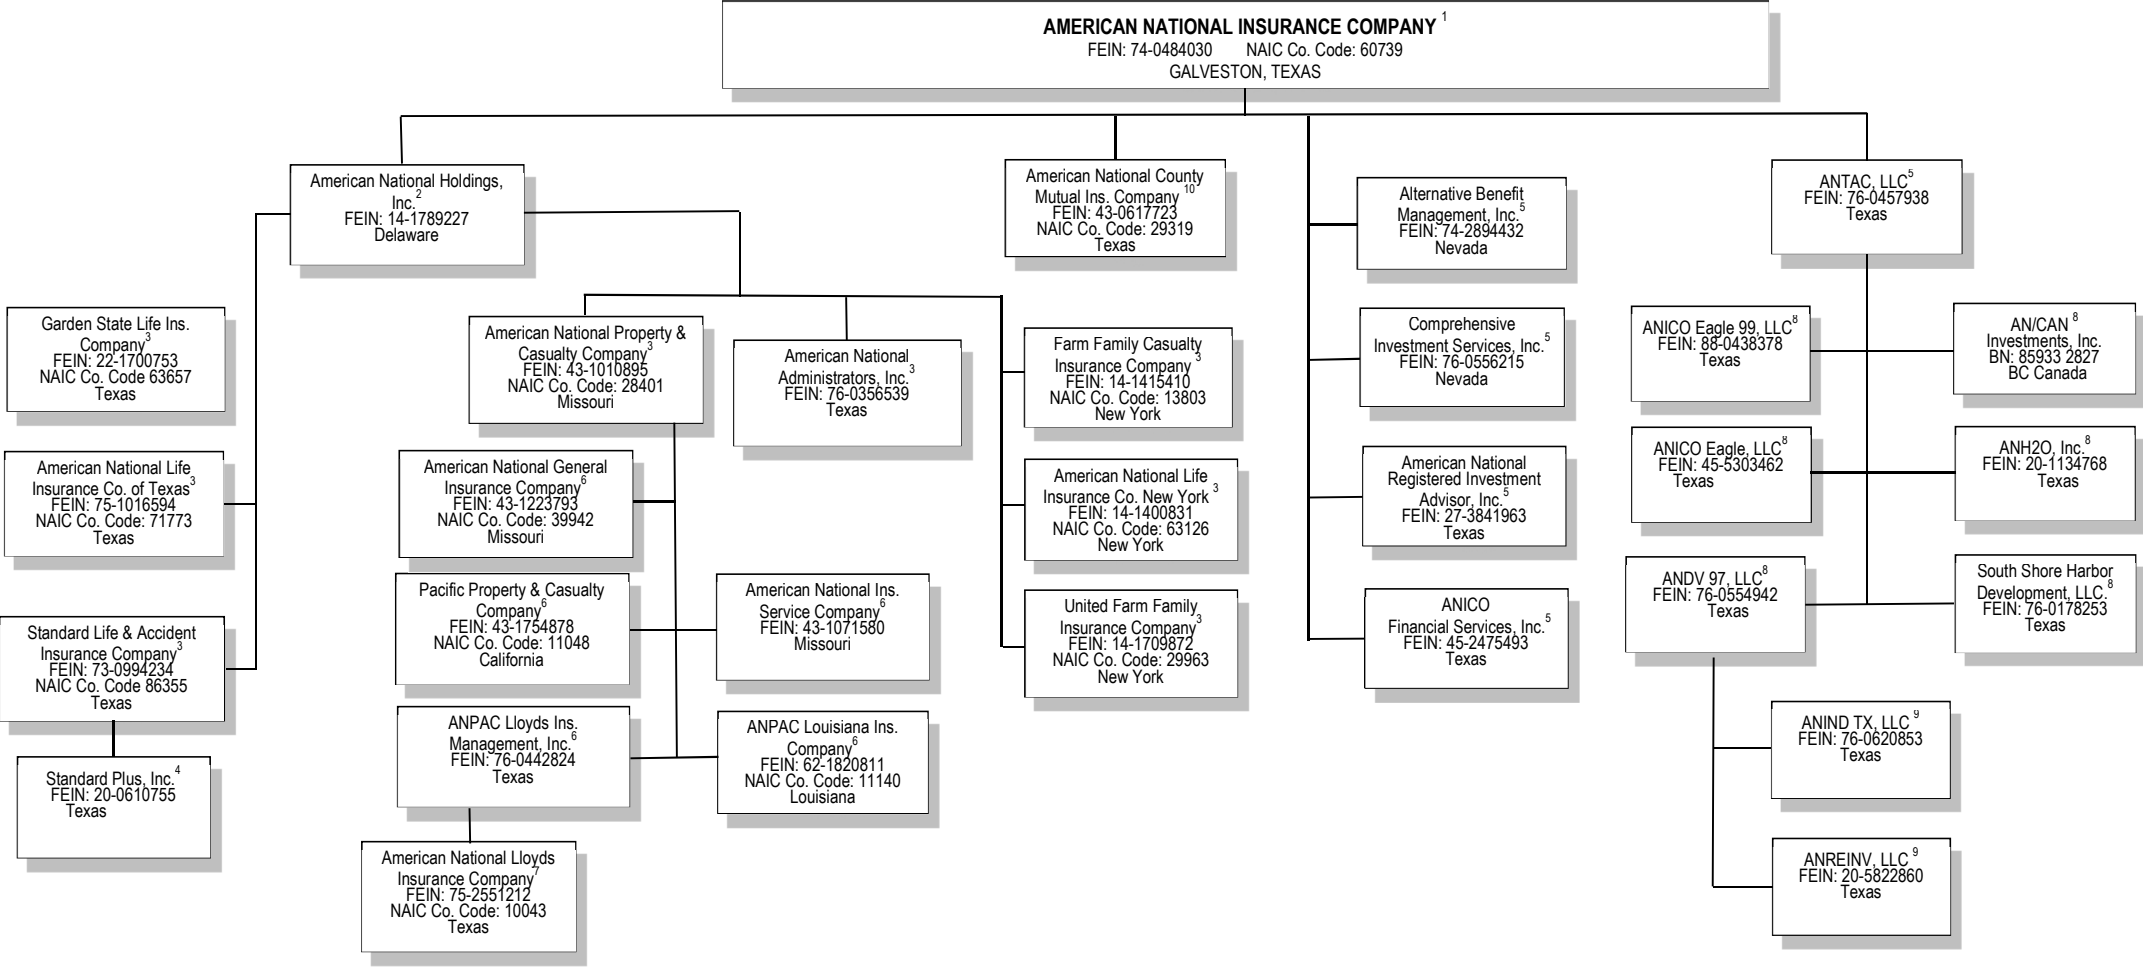 AMERICAN NATIONAL INSURANCE COMPANY 1
FEIN: 74-0484030 NAIC Co. Code: 60739
GALVESTON, TEXAS
American National Holdings,
Inc.2
FEIN: 14-1789227
Delaware
American National County
Mutual Ins. Company 10
FEIN: 43-0617723
NAIC Co. Code: 29319
Texas
Alternative Benefit
Management, Inc.5
FEIN: 74-2894432
Nevada
ANTAC, LLC5
FEIN: 76-0457938
Texas
Garden State Life Ins.
Company3
FEIN: 22-1700753
NAIC Co. Code 63657
Texas
American National Property &
Casualty Company3
FEIN: 43-1010895
NAIC Co. Code: 28401
Missouri
American National
Administrators, Inc.3
FEIN: 76-0356539
Texas
Farm Family Casualty
Insurance Company 3
FEIN: 14-1415410
NAIC Co. Code: 13803
New York
Comprehensive
Investment Services, Inc.5
FEIN: 76-0556215
Nevada
ANICO Eagle 99, LLC8
FEIN: 88-0438378
Texas
AN/CAN 8
Investments, Inc.
BN: 85933 2827
BC Canada
American National Life
Insurance Co. of Texas3
FEIN: 75-1016594
NAIC Co. Code: 71773
Texas
American National General
Insurance Company6
FEIN: 43-1223793
NAIC Co. Code: 39942
Missouri
American National Life
Insurance Co. New York 3
FEIN: 14-1400831
NAIC Co. Code: 63126
New York
American National
Registered Investment
Advisor, Inc.5
FEIN: 27-3841963
Texas
ANICO Eagle, LLC8
FEIN: 45-5303462
Texas
ANH2O, Inc.8
FEIN: 20-1134768
Texas
Standard Life & Accident
Insurance Company3
FEIN: 73-0994234
NAIC Co. Code 86355
Texas
Pacific Property & Casualty
Company6
FEIN: 43-1754878
NAIC Co. Code: 11048
California
American National Ins.
Service Company6
FEIN: 43-1071580
Missouri
United Farm Family
Insurance Company3
FEIN: 14-1709872
NAIC Co. Code: 29963
New York
ANICO
Financial Services, Inc.5
FEIN: 45-2475493
Texas
ANDV 97, LLC8
FEIN: 76-0554942
Texas
South Shore Harbor
Development, LLC.8
FEIN: 76-0178253
Texas
Standard Plus, Inc.4
FEIN: 20-0610755
Texas
ANPAC Lloyds Ins.
Management, Inc.6
FEIN: 76-0442824
Texas
ANPAC Louisiana Ins.
Company6
FEIN: 62-1820811
NAIC Co. Code: 11140
Louisiana
ANIND TX, LLC 9
FEIN: 76-0620853
Texas
American National Lloyds
Insurance Company7
FEIN: 75-2551212
NAIC Co. Code: 10043
Texas
ANREINV, LLC 9
FEIN: 20-5822860
Texas